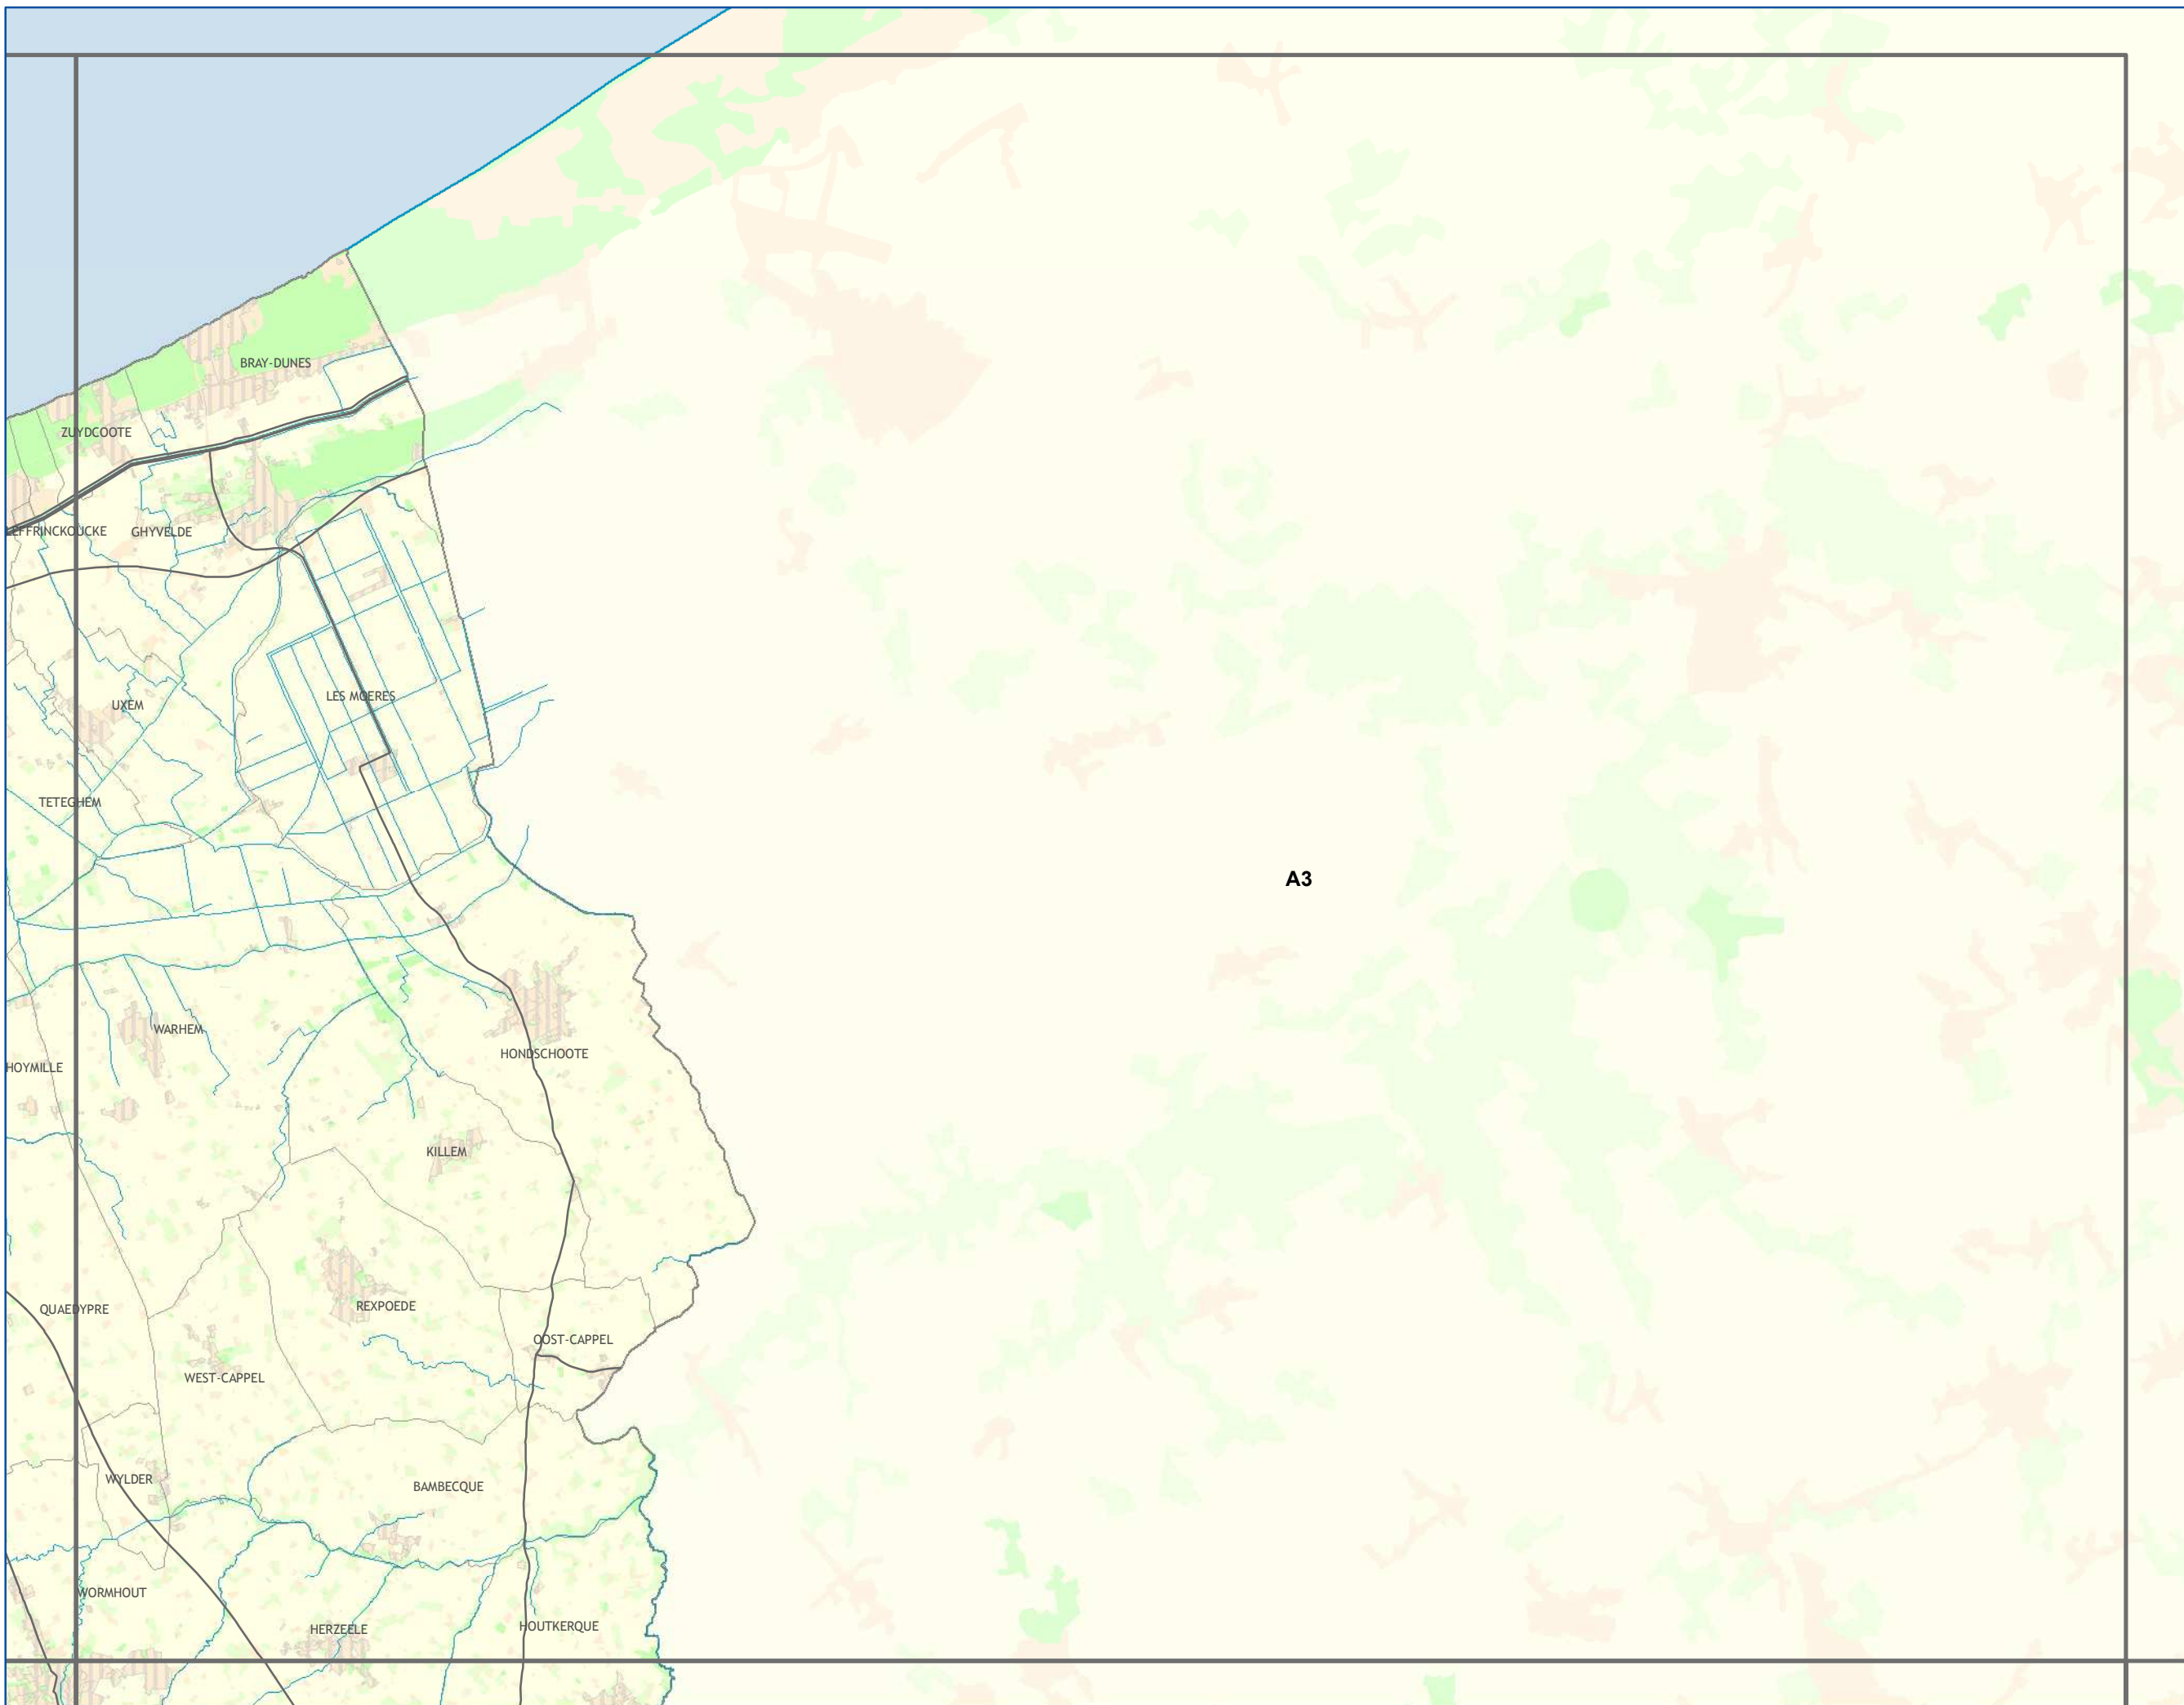 BRAY-DUNES
ZUYDCOOTE
LEFFRINCKOUCKE
GHYVELDE
LES MOERES
UXEM
TETEGHEM
A3
WARHEM
HONDSCHOOTE
HOYMILLE
KILLEM
REXPOEDE
QUAEDYPRE
OOST-CAPPEL
WEST-CAPPEL
WYLDER
BAMBECQUE
WORMHOUT
HOUTKERQUE
HERZEELE